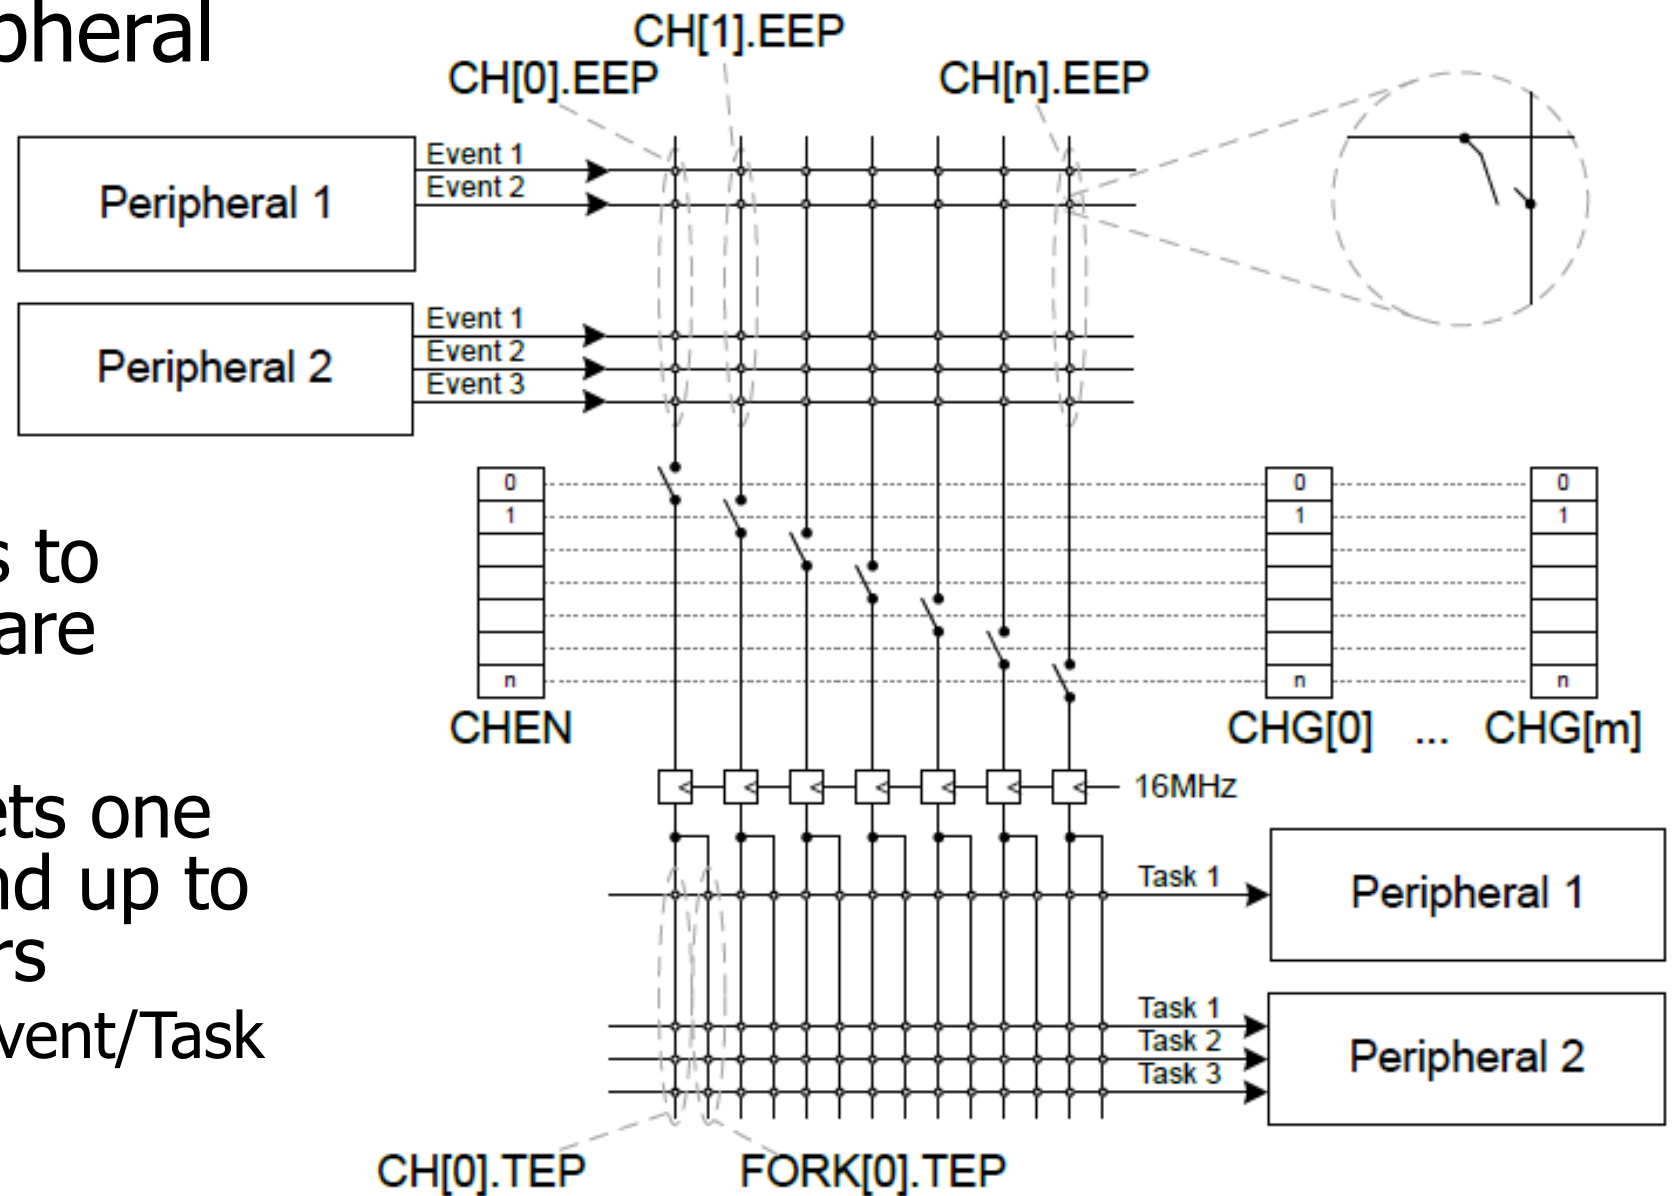 pheral
CH[1].EEP
CH[0].EEP
CH[n].EEP
Event 1
Event 2
Peripheral 1
Event 1
Event 2
Event 3
Peripheral 2
0 0 0
1 1 1
s to
are
n n n
CHEN CHG[0] ... CHG[m]
16MHz
ets one
nd up to
rs
vent/Task
Task 1
Peripheral 1
Task 1
Task 2
Task 3
Peripheral 2
CH[0].TEP FORK[0].TEP